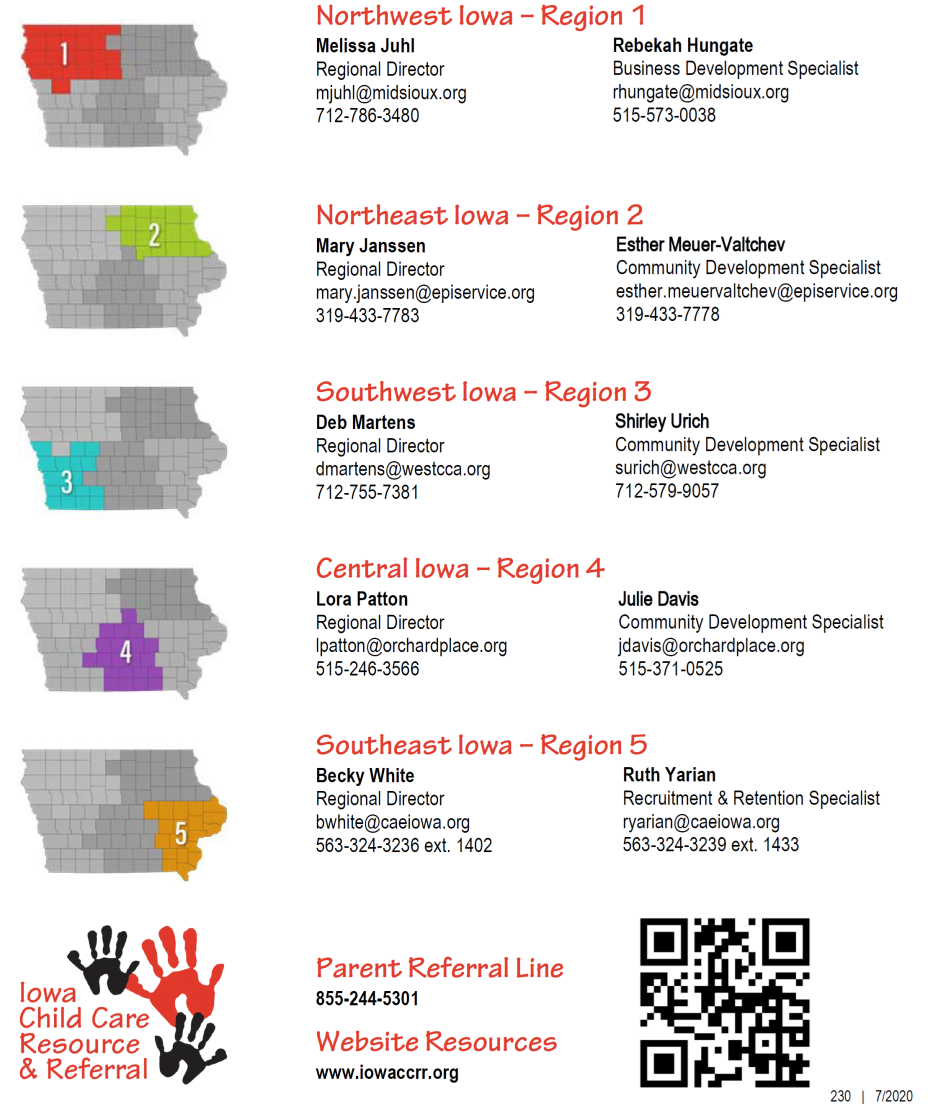 1
Northwest Iowa – Region 1
Melissa Juhl
Regional Director
mjuhl@midsioux.org
712-786-3480
Rebekah Hungate
Business Development Specialist
rhungate@midsioux.org
515-573-0038
2
Northeast Iowa – Region 2
Mary Janssen
Regional Director
mary.janssen@episervice.org
319-433-7783
Esther Meuer-Valtchev
Community Development Specialist
esther.meuervaltchev@episervice.org
319-433-7778
3
Southwest Iowa – Region 3
Deb Martens
Regional Director
dmartens@westcca.org
712-755-7381
Shirley Urich
Community Development Specialist
surich@westcca.org
712-579-9057
4
Central Iowa – Region 4
Lora Patton
Regional Director
lpatton@orchardplace.org
515-246-3566
Julie Davis
Community Development Specialist
jdavis@orchardplace.org
515-371-0525
5
Southeast Iowa – Region 5
Becky White
Regional Director
bwhite@caeiowa.org
563-324-3236 ext. 1402
Ruth Yarian
Recruitment & Retention Specialist
ryarian@caeiowa.org
563-324-3239 ext. 1433
Iowa
Child Care
Resource
& Referral
Parent Referral Line
855-244-5301
Website Resources
www.iowaccrr.org
230 | 7/2020